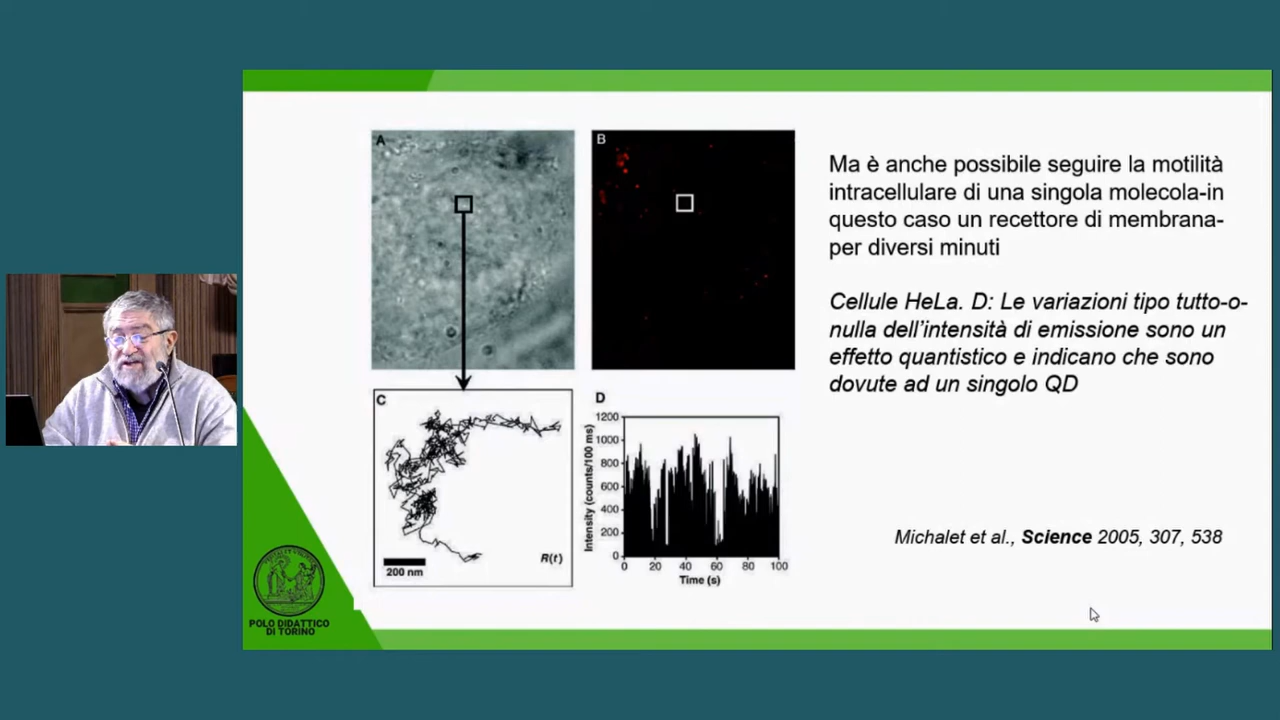 A
B
Ma è anche possibile seguire la motilità
intracellulare di una singola molecola-in
questo caso un recettore di membrana-
per diversi minuti
Cellule HeLa. D: Le variazioni tipo tutto-o-
nulla dell'intensità di emissione sono un
effetto quantistico e indicano che sono
dovute ad un singolo QD
C
R(t)
200 nm
D
Intensity (counts/100 ms)
1200
1000
800
600
400
200
0
0 20 40 60 80 100
Time (s)
Michalet et al., Science 2005, 307, 538
POLO DIDATTICO
DI TORINO